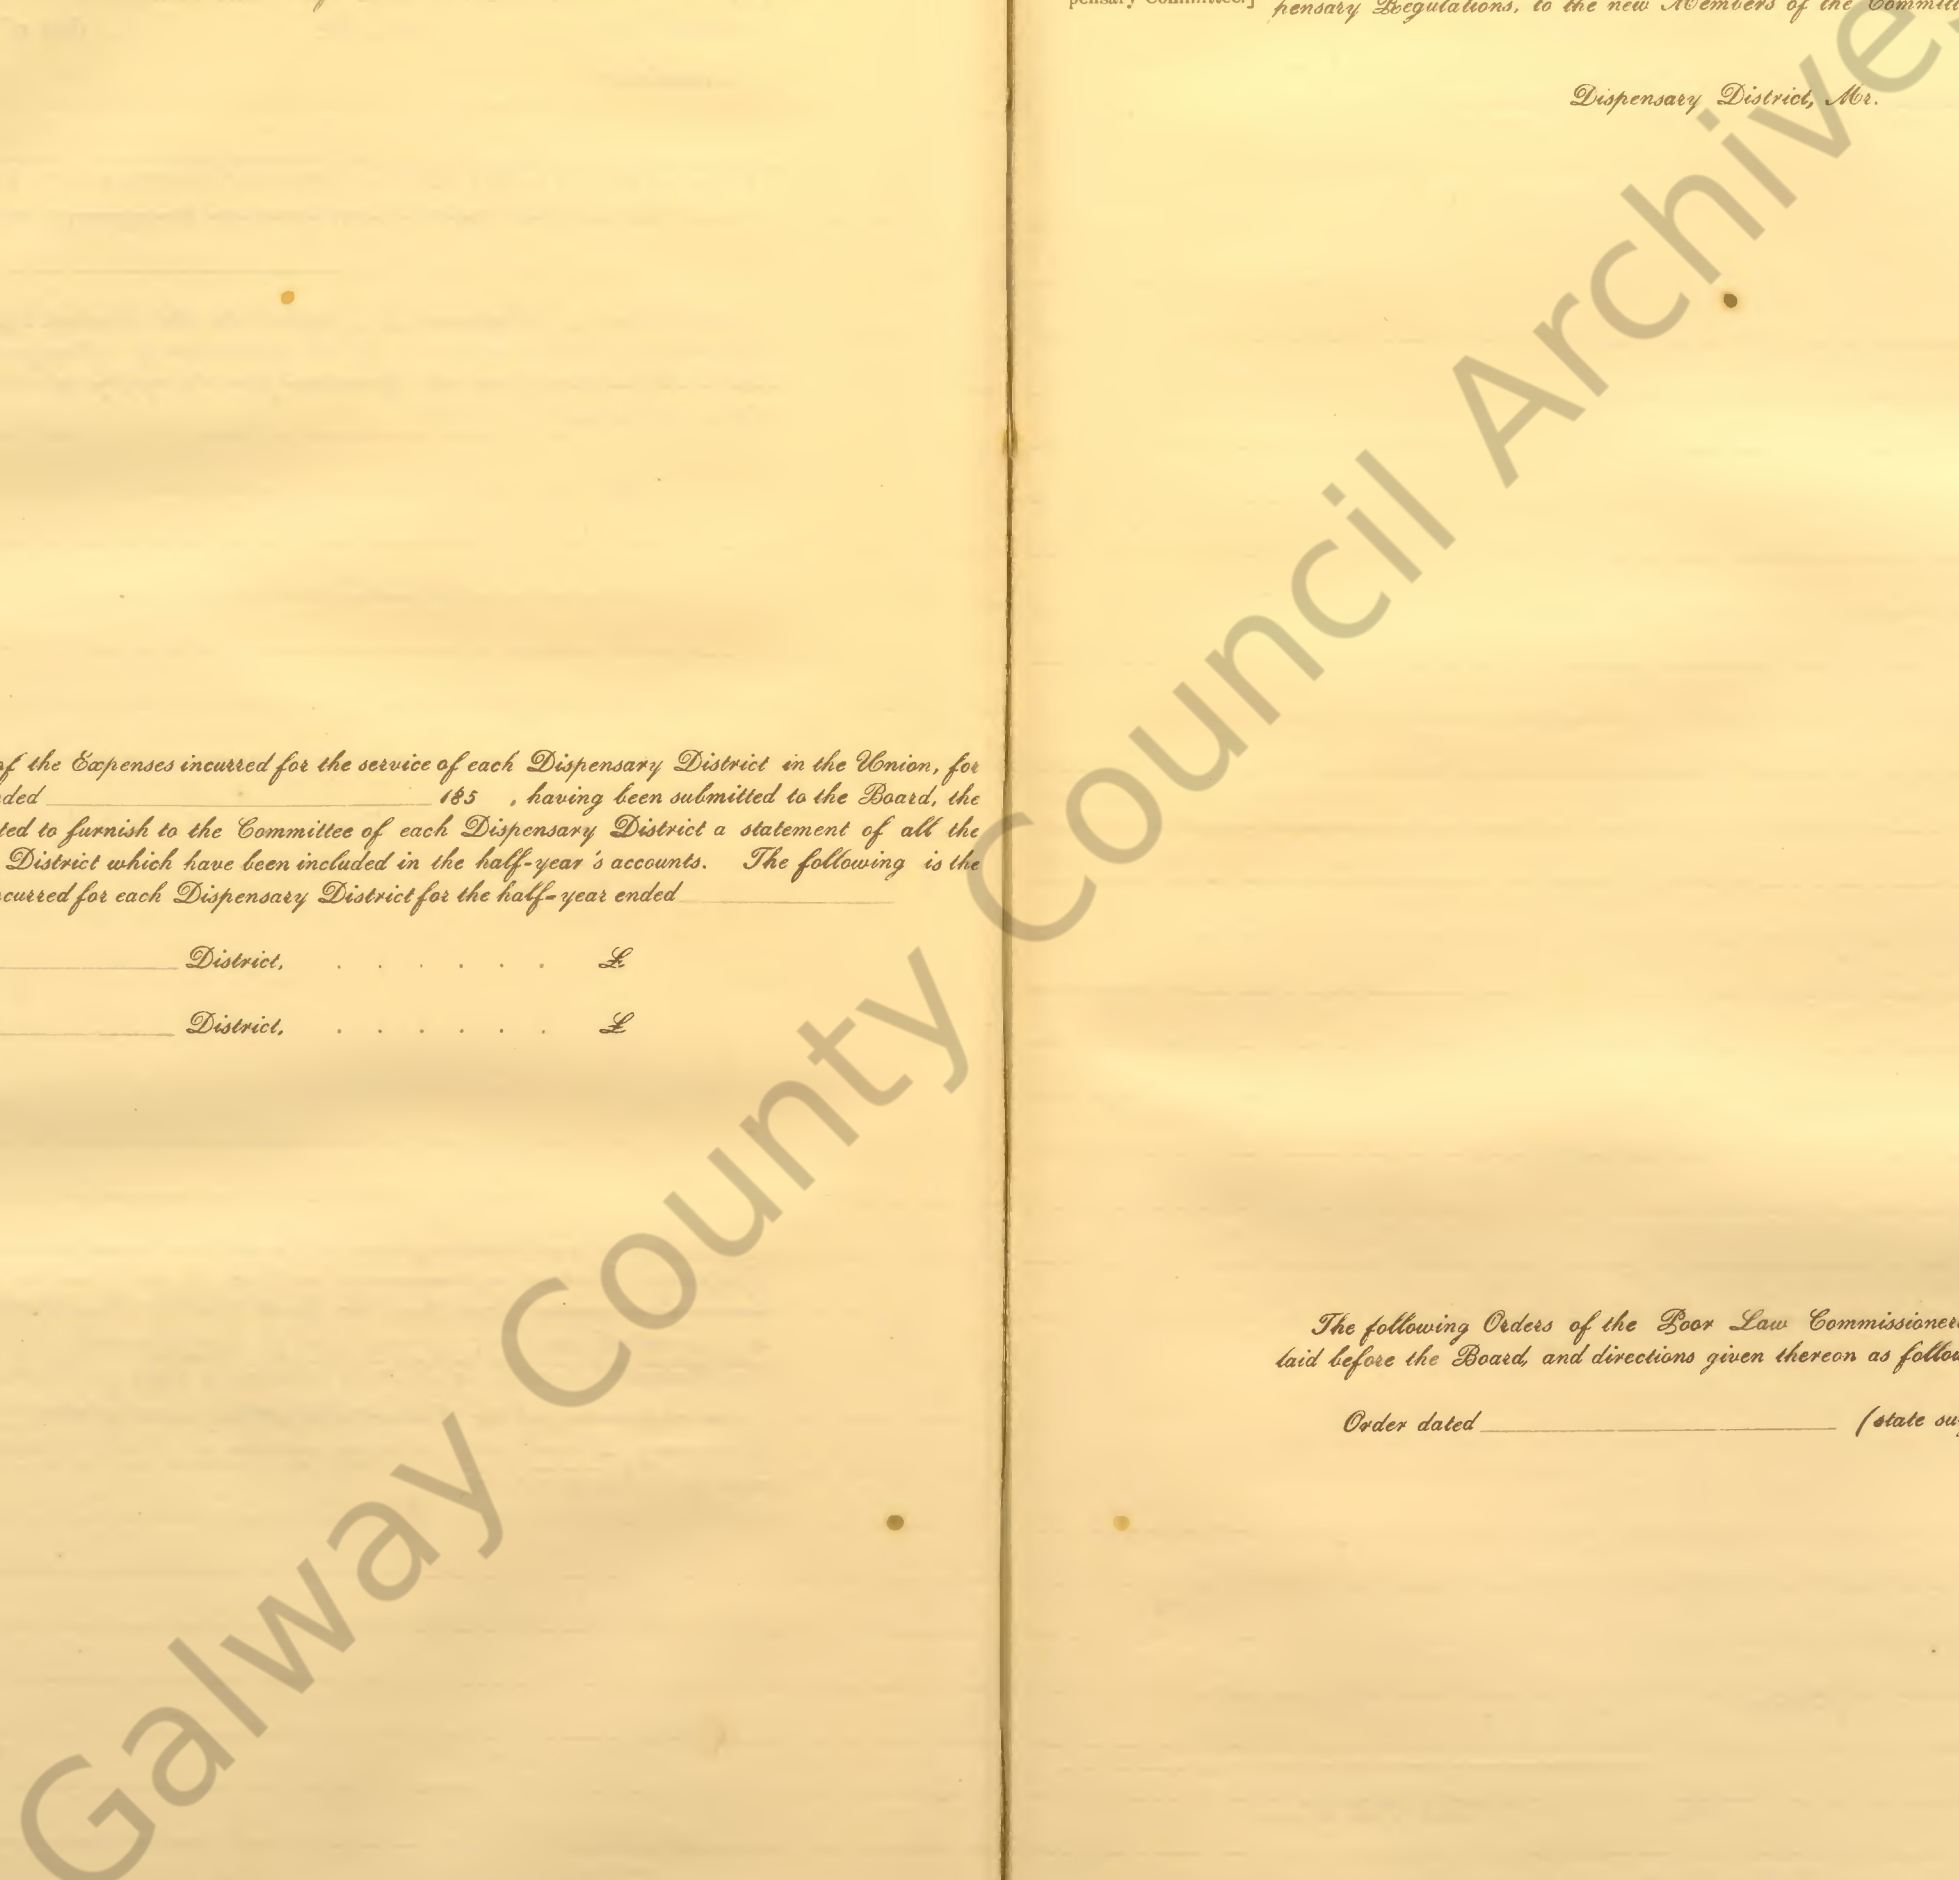 of the Expenses incurred for the service of each Dispensary District in the Union, for
ded 185 , having been submitted to the Board, the
ted to furnish to the Committee of each Dispensary District a statement of all the
District which have been included in the half-year's accounts. The following is the
curred for each Dispensary District for the half-year ended
District, . . . . . . £
District, . . . . . . £
pensary Committee.]
pensary Regulations, to the new Members of the Committ
Dispensary District, Mr.
The following Orders of the Poor Law Commissioner
laid before the Board, and directions given thereon as follow
Order dated (state su
Galway County Council Archive